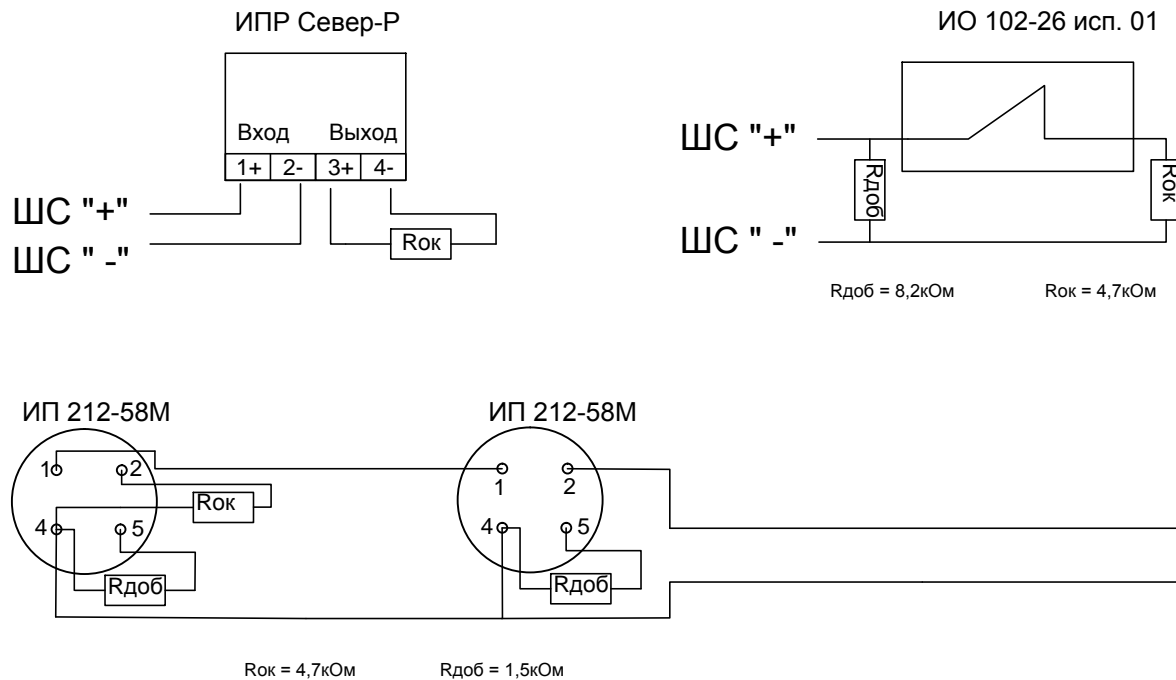 ИПР Север-Р
Вход Выход
1+ 2- 3+ 4-
ШС "+"
ШС " -"
Rок
ИО 102-26 исп. 01
ШС "+"
Rдоб
Rок
ШС " -"
Rдоб = 8,2кОм Rок = 4,7кОм
ИП 212-58М
1 2
Rок
4 5
Rдоб
ИП 212-58М
1 2
4 5
Rдоб
Rок = 4,7кОм Rдоб = 1,5кОм